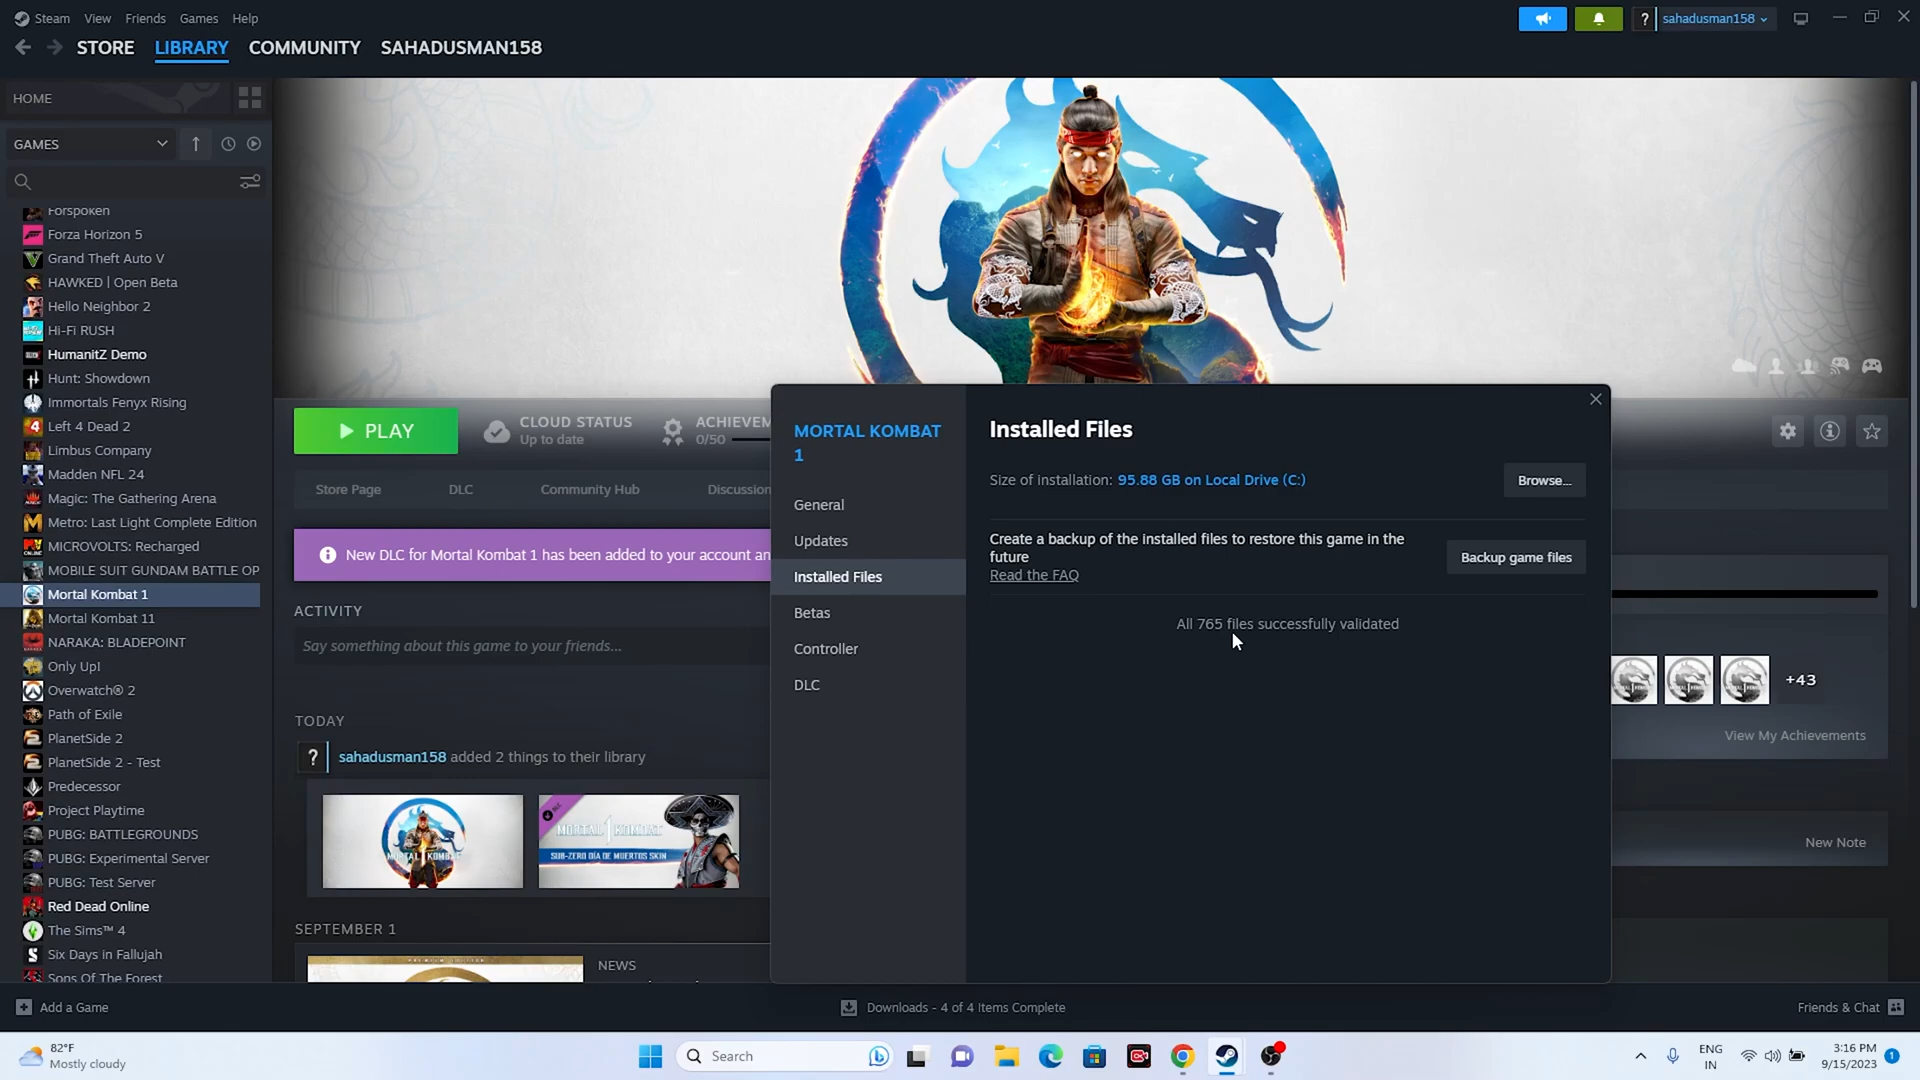 Steam View Friends Games Help
sahadusman158
STORE LIBRARY COMMUNITY SAHADUSMAN158
HOME
GAMES
Forspoken
Forza Horizon 5
Grand Theft Auto V
HAWKED | Open Beta
Hello Neighbor 2
Hi-Fi RUSH
HumanitZ Demo
Hunt: Showdown
Immortals Fenyx Rising
Left 4 Dead 2
Limbus Company
Madden NFL 24
Magic: The Gathering Arena
Metro: Last Light Complete Edition
MICROVOLTS: Recharged
MOBILE SUIT GUNDAM BATTLE OP
Mortal Kombat 1
Mortal Kombat 11
NARAKA: BLADEPOINT
Only Up!
Overwatch® 2
Path of Exile
PlanetSide 2
PlanetSide 2 - Test
Predecessor
Project Playtime
PUBG: BATTLEGROUNDS
PUBG: Experimental Server
PUBG: Test Server
Red Dead Online
The Sims™ 4
Six Days in Fallujah
Sons Of The Forest
PLAY
CLOUD STATUS
Up to date
ACHIEVEM
0/50
Store Page DLC Community Hub Discussion
New DLC for Mortal Kombat 1 has been added to your account an
ACTIVITY
Say something about this game to your friends...
TODAY
? sahadusman158 added 2 things to their library
MORTAL KOMBAT
MORTAL KOMBAT 1
SUB-ZERO DÍA DE MUERTOS SKIN
SEPTEMBER 1
PREMIUM EDITION
NEWS
MORTAL KOMBAT
1
General
Updates
Installed Files
Betas
Controller
DLC
Installed Files
Size of installation: 95.88 GB on Local Drive (C:)
Browse...
Create a backup of the installed files to restore this game in the
future
Read the FAQ
Backup game files
All 765 files successfully validated
+43
View My Achievements
New Note
Add a Game
Downloads - 4 of 4 Items Complete
Friends & Chat
82°F
Mostly cloudy
Search
ENG
IN
3:16 PM
9/15/2023
1